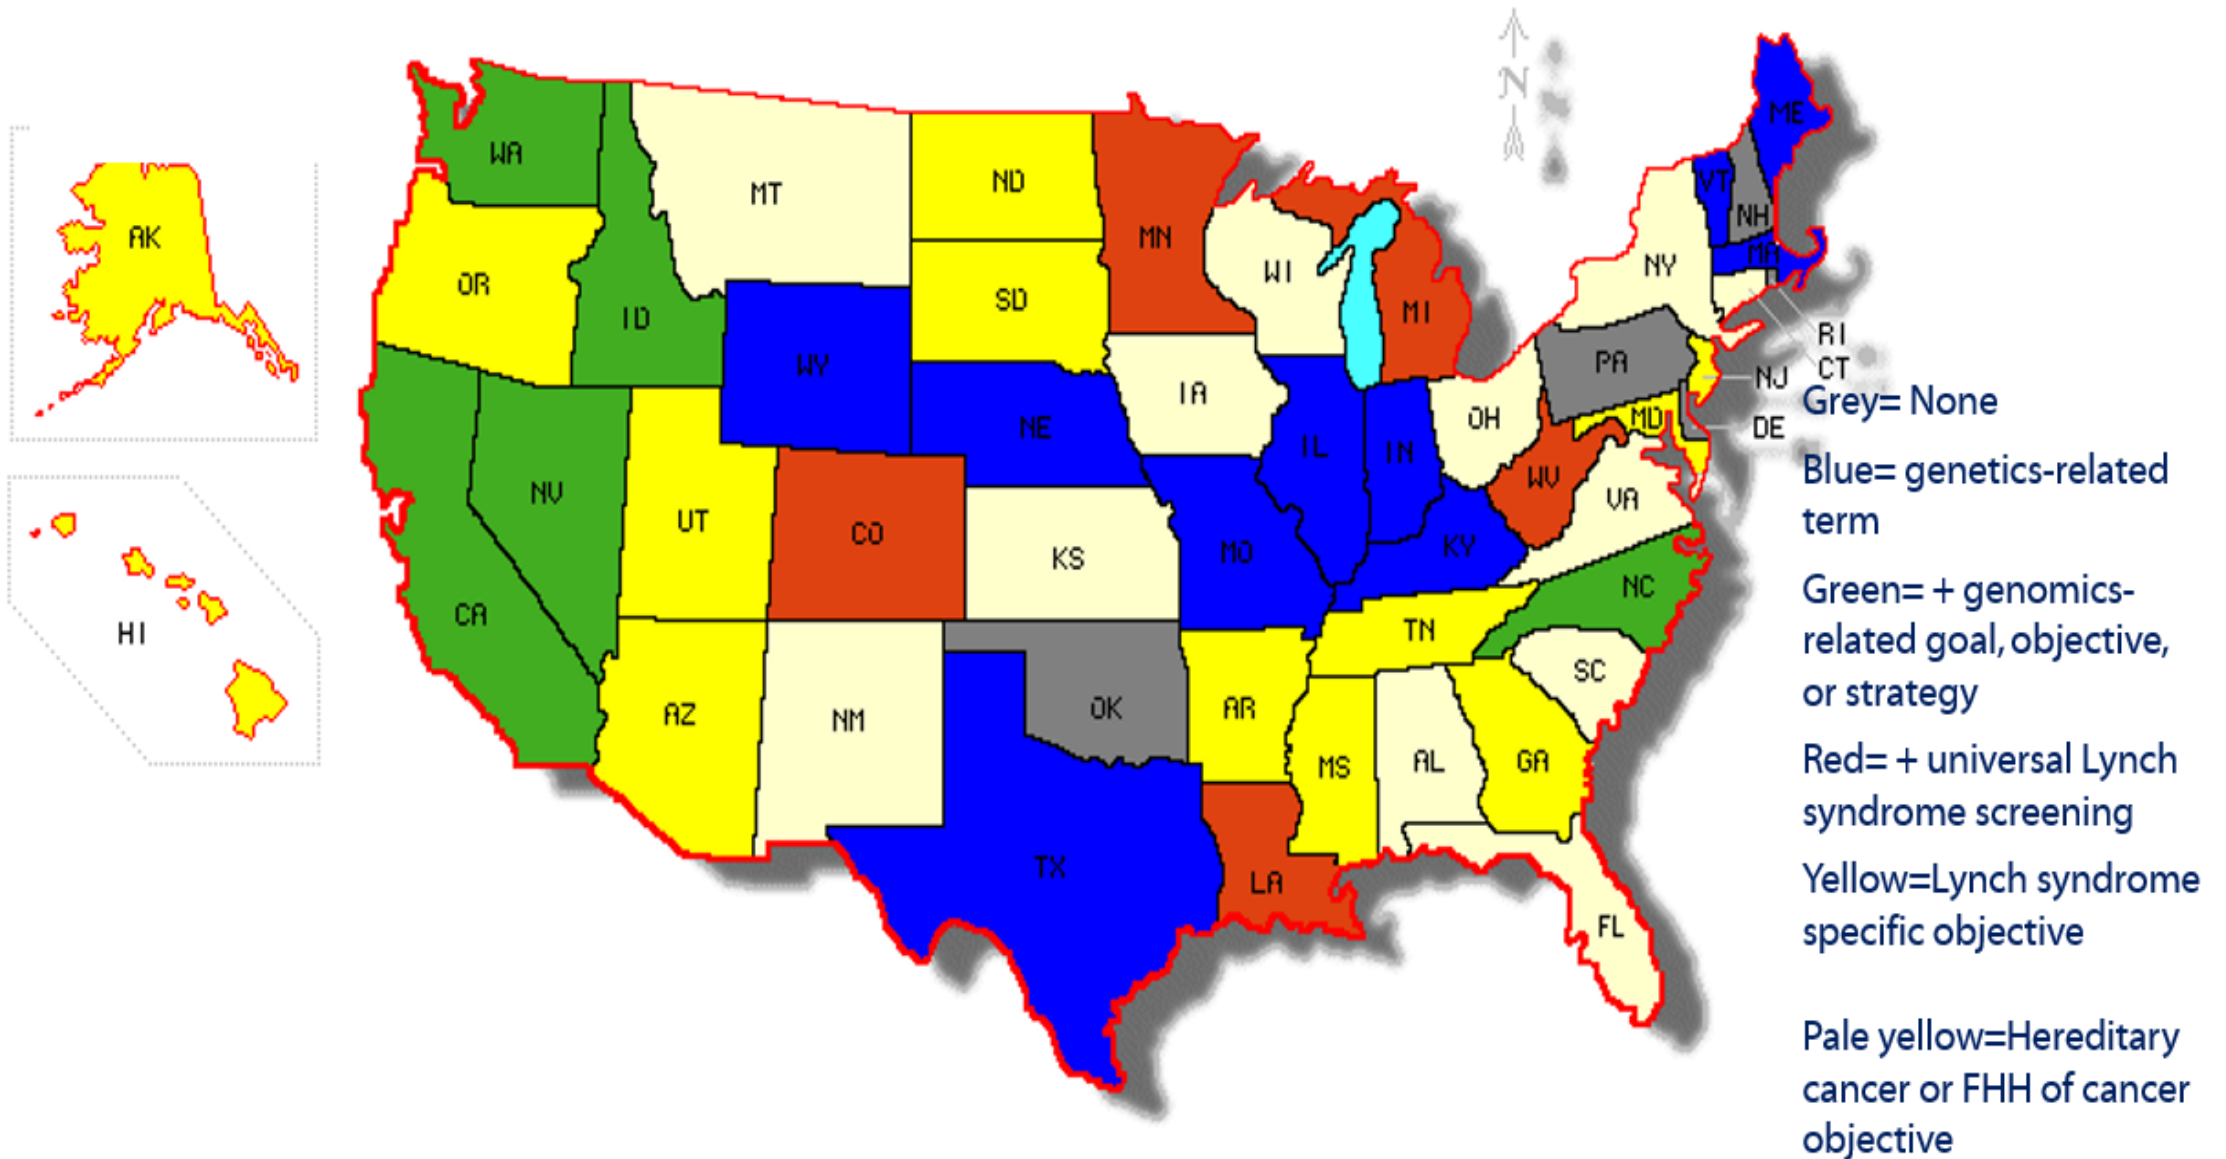 N
ME
WA
MT
ND
MN
VT
NH
AK
OR
ID
SD
WI
MI
NY
MA
WY
IA
RI
PA
CT
NJ
NE
IL
IN
OH
MD
DE
Grey= None
NV
UT
CO
KS
MO
KY
WV
VA
Blue= genetics-related
term
CA
HI
TN
NC
Green= + genomics-
related goal, objective,
or strategy
AZ
NM
OK
AR
SC
MS
AL
GA
Red= + universal Lynch
syndrome screening
TX
LA
FL
Yellow=Lynch syndrome
specific objective
Pale yellow=Hereditary
cancer or FHH of cancer
objective